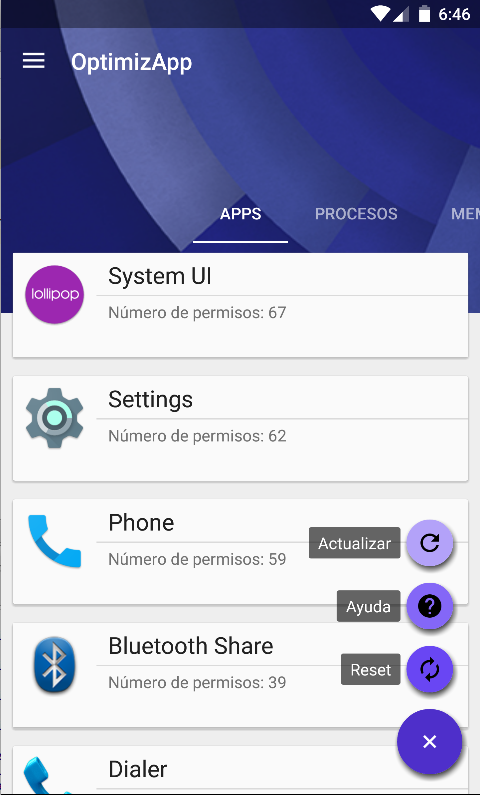 6:46
OptimizApp
APPS
PROCESOS
MEM
lollipop
System UI
Número de permisos: 67
Settings
Número de permisos: 62
Phone
Número de permisos: 59
Actualizar
Ayuda
Bluetooth Share
Número de permisos: 39
Reset
Dialer